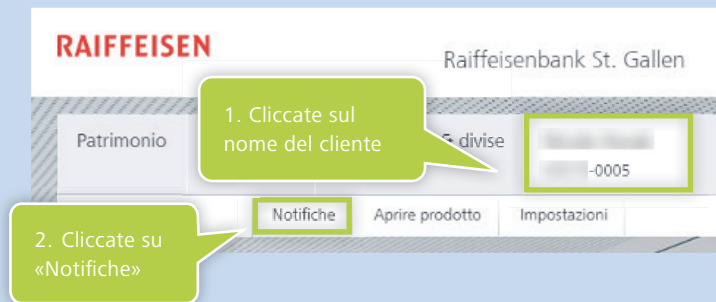 RAIFFEISEN
Raiffeisenbank St. Gallen
1. Cliccate sul
nome del cliente
Patrimonio
& divise
-0005
Notifiche Aprire prodotto Impostazioni
2. Cliccate su
«Notifiche»